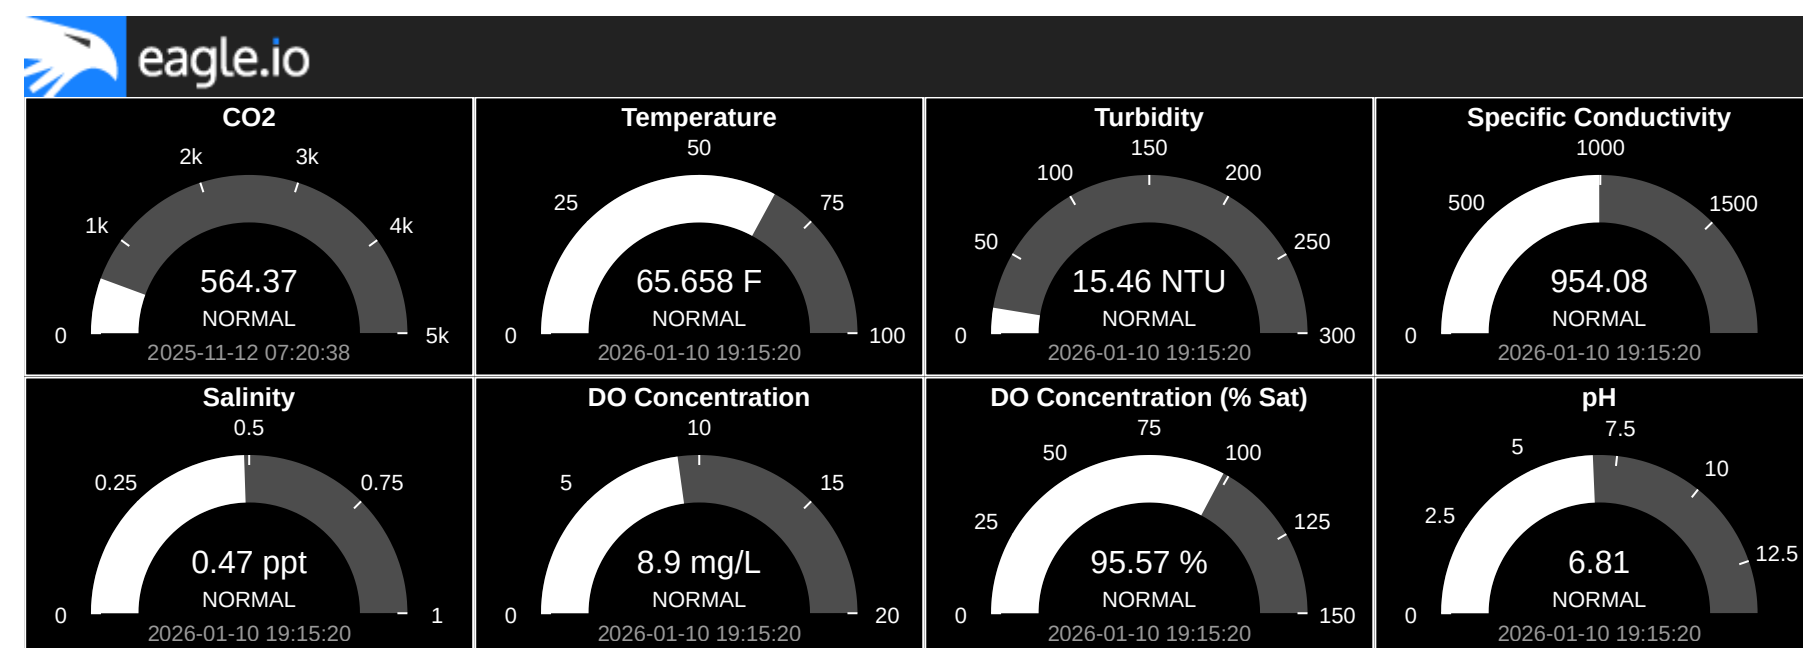 eagle.io
CO2
0
1k
2k
3k
4k
5k
564.37
NORMAL
2025-11-12 07:20:38
Temperature
0
25
50
75
100
65.658 F
NORMAL
2026-01-10 19:15:20
Turbidity
0
50
100
150
200
250
300
15.46 NTU
NORMAL
2026-01-10 19:15:20
Specific Conductivity
0
500
1000
1500
954.08
NORMAL
2026-01-10 19:15:20
Salinity
0
0.25
0.5
0.75
1
0.47 ppt
NORMAL
2026-01-10 19:15:20
DO Concentration
0
5
10
15
20
8.9 mg/L
NORMAL
2026-01-10 19:15:20
DO Concentration (% Sat)
0
25
50
75
100
125
150
95.57 %
NORMAL
2026-01-10 19:15:20
pH
0
2.5
5
7.5
10
12.5
6.81
NORMAL
2026-01-10 19:15:20